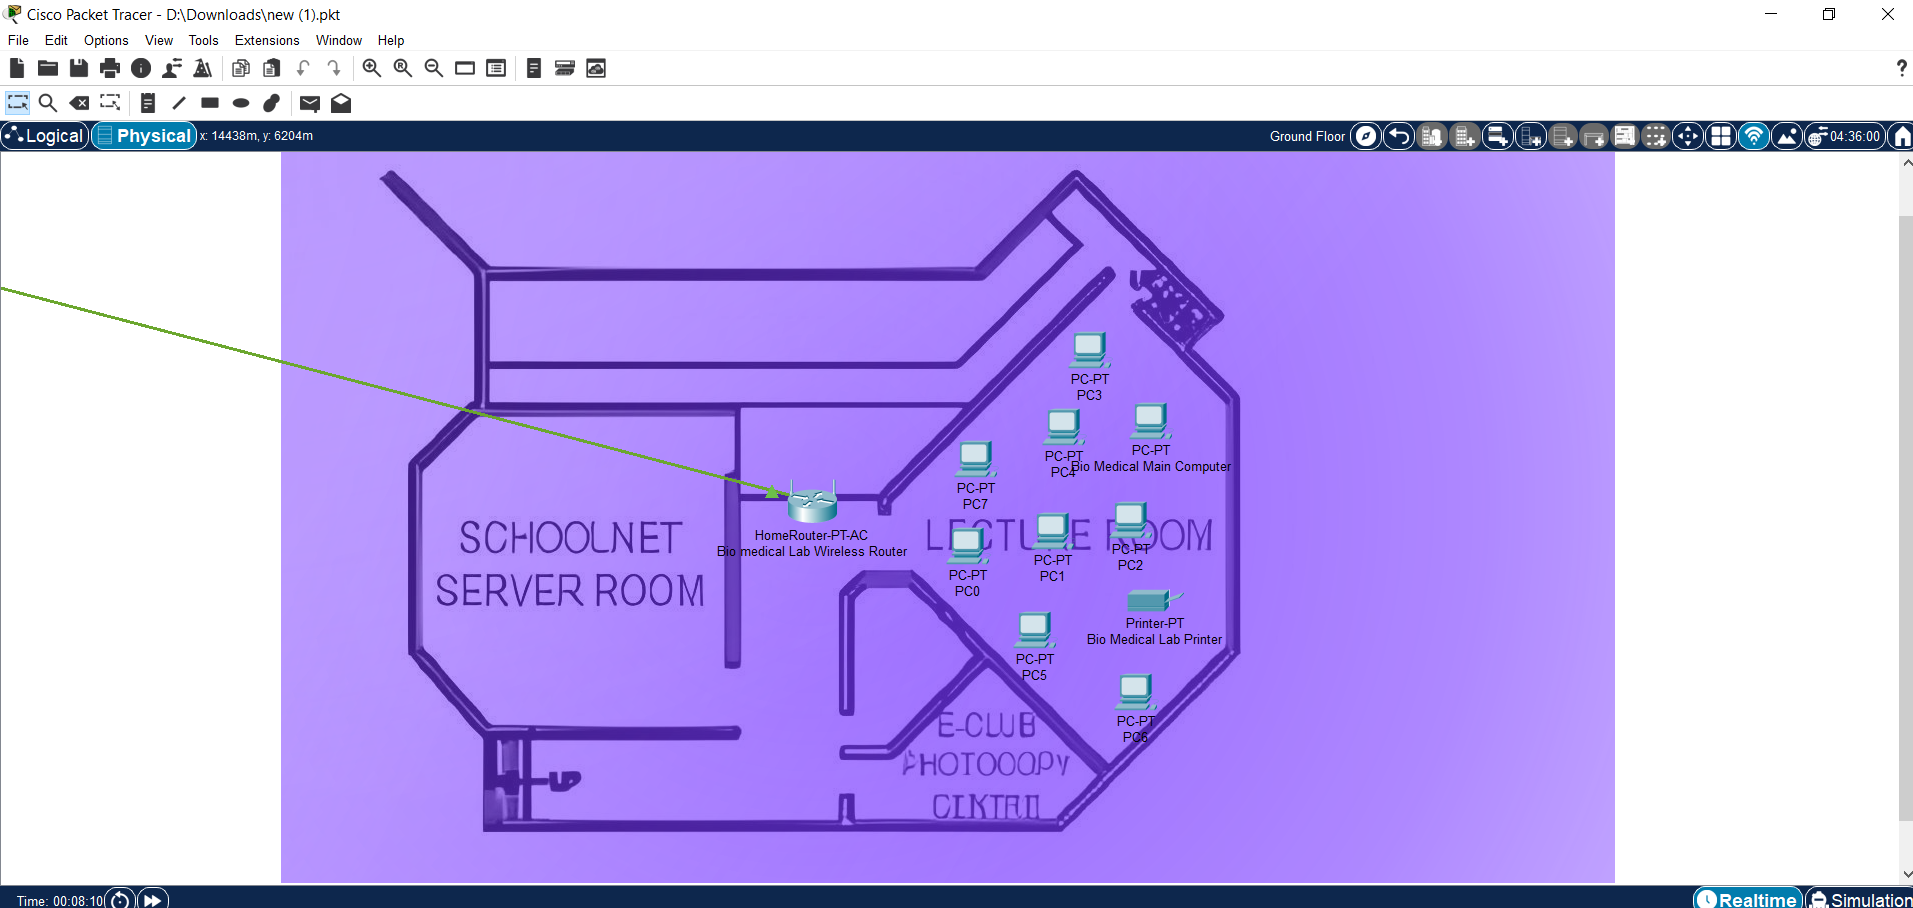 Cisco Packet Tracer - D:\Downloads\new (1).pkt
File Edit Options View Tools Extensions Window Help
?
Logical Physical x: 14438m, y: 6204m Ground Floor 04:36:00
PC-PT
PC3
PC-PT
PC4
PC-PT
Bio Medical Main Computer
PC-PT
PC7
SCHOOLNET
SERVER ROOM
HomeRouter-PT-AC
Bio medical Lab Wireless Router
LECTURE ROOM
PC-PT
PC0
PC-PT
PC1
PC-PT
PC2
Printer-PT
Bio Medical Lab Printer
PC-PT
PC5
PC-PT
PC6
E-CLUB
Time: 00:08:10 Realtime Simulation